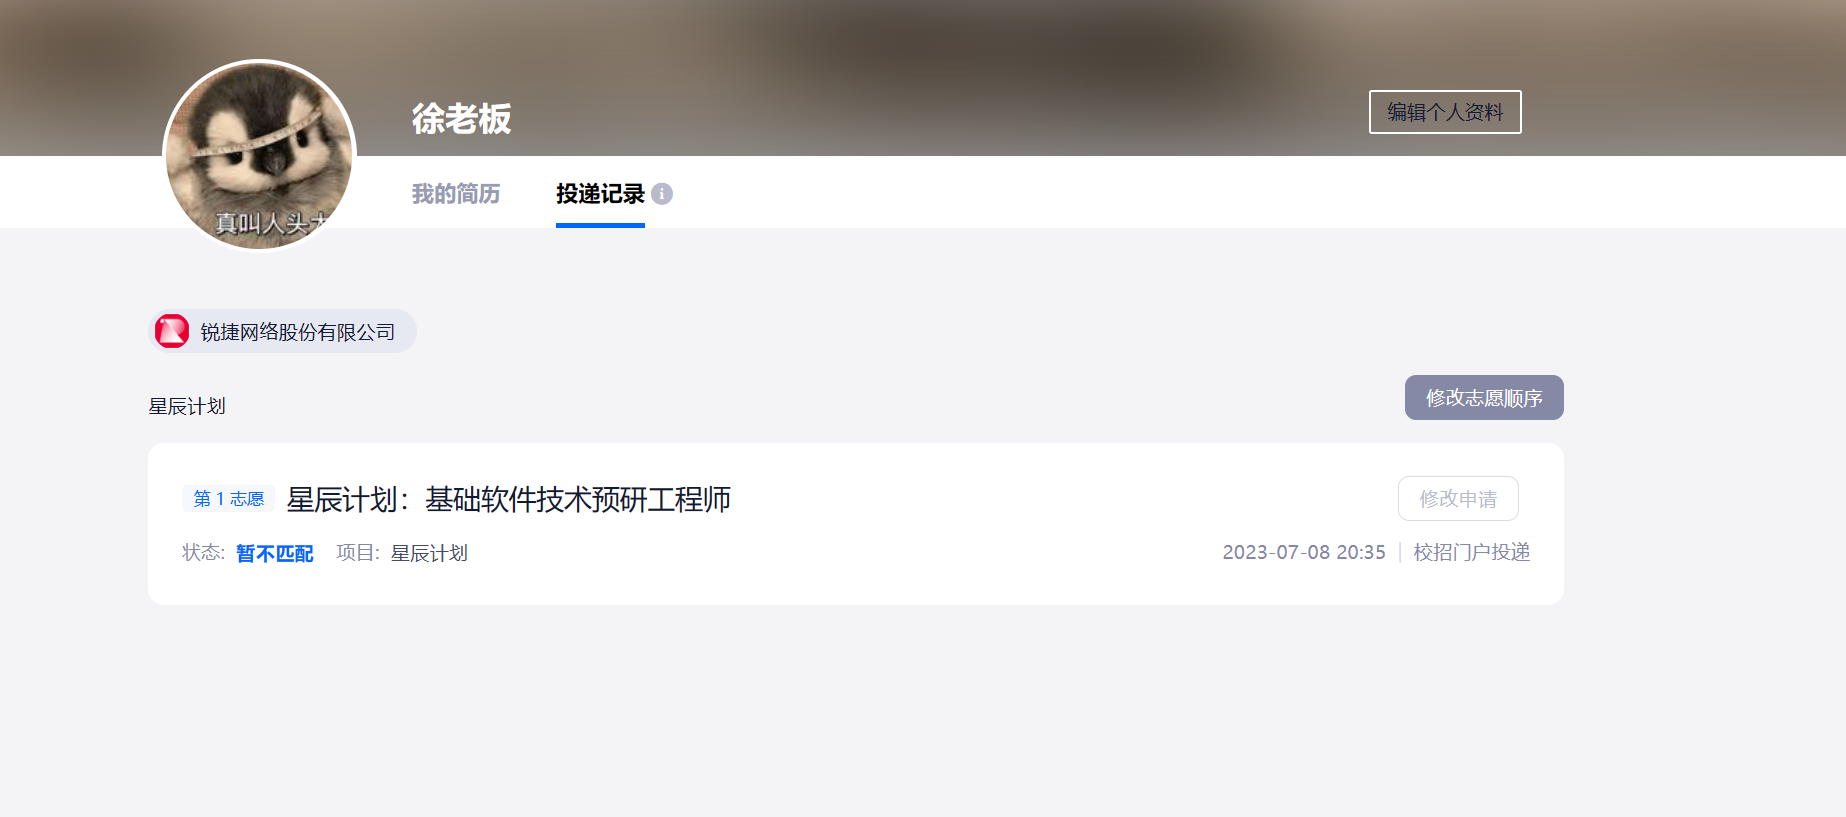 徐老板
编辑个人资料
我的简历 投递记录
真叫人头大
锐捷网络股份有限公司
星辰计划
修改志愿顺序
第 1 志愿 星辰计划：基础软件技术预研工程师
修改申请
状态: 暂不匹配 项目: 星辰计划
2023-07-08 20:35 校招门户投递